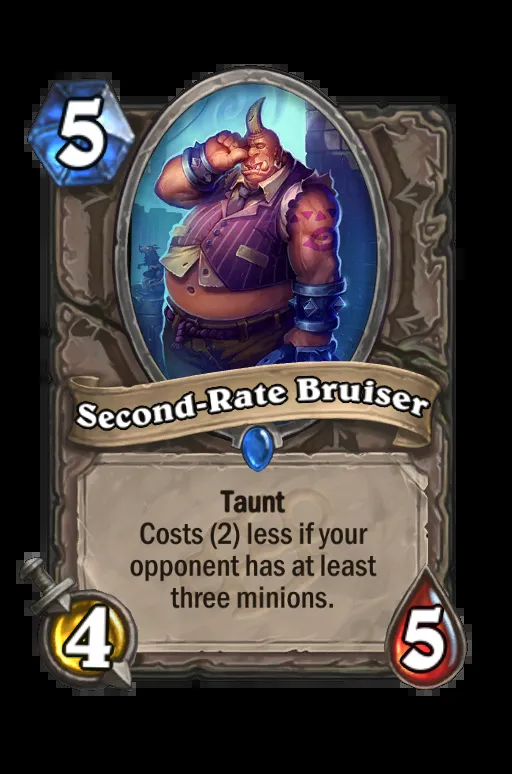 5
Second-Rate Bruiser
Taunt
Costs (2) less if your
opponent has at least
three minions.
4
5